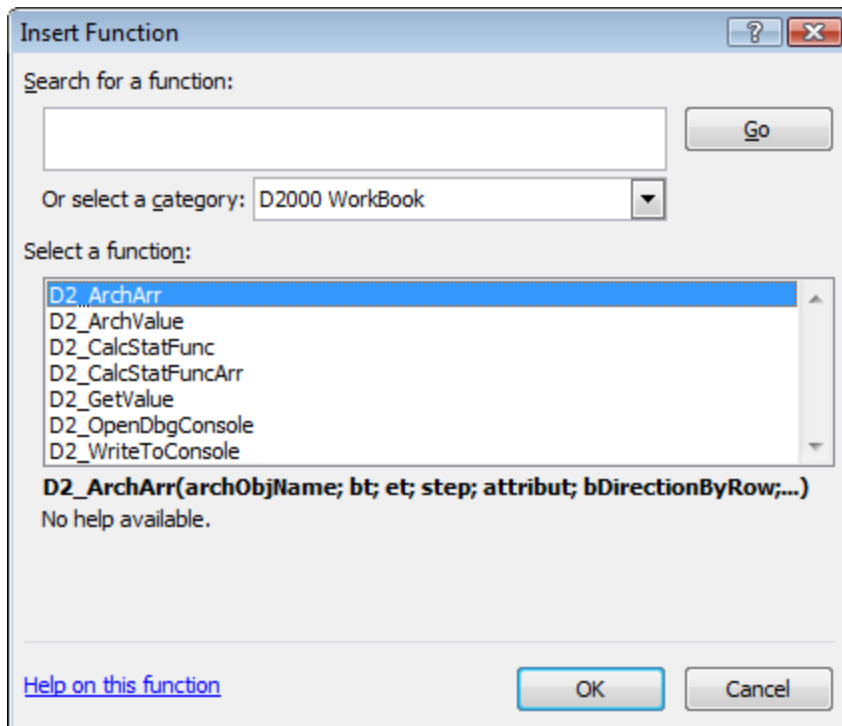 Insert Function
Search for a function:
Go
Or select a category: D2000 WorkBook
Select a function:
D2_ArchArr
D2_ArchValue
D2_CalcStatFunc
D2_CalcStatFuncArr
D2_GetValue
D2_OpenDbgConsole
D2_WriteToConsole
D2_ArchArr(archObjName; bt; et; step; attribut; bDirectionByRow;...)
No help available.
Help on this function
OK
Cancel